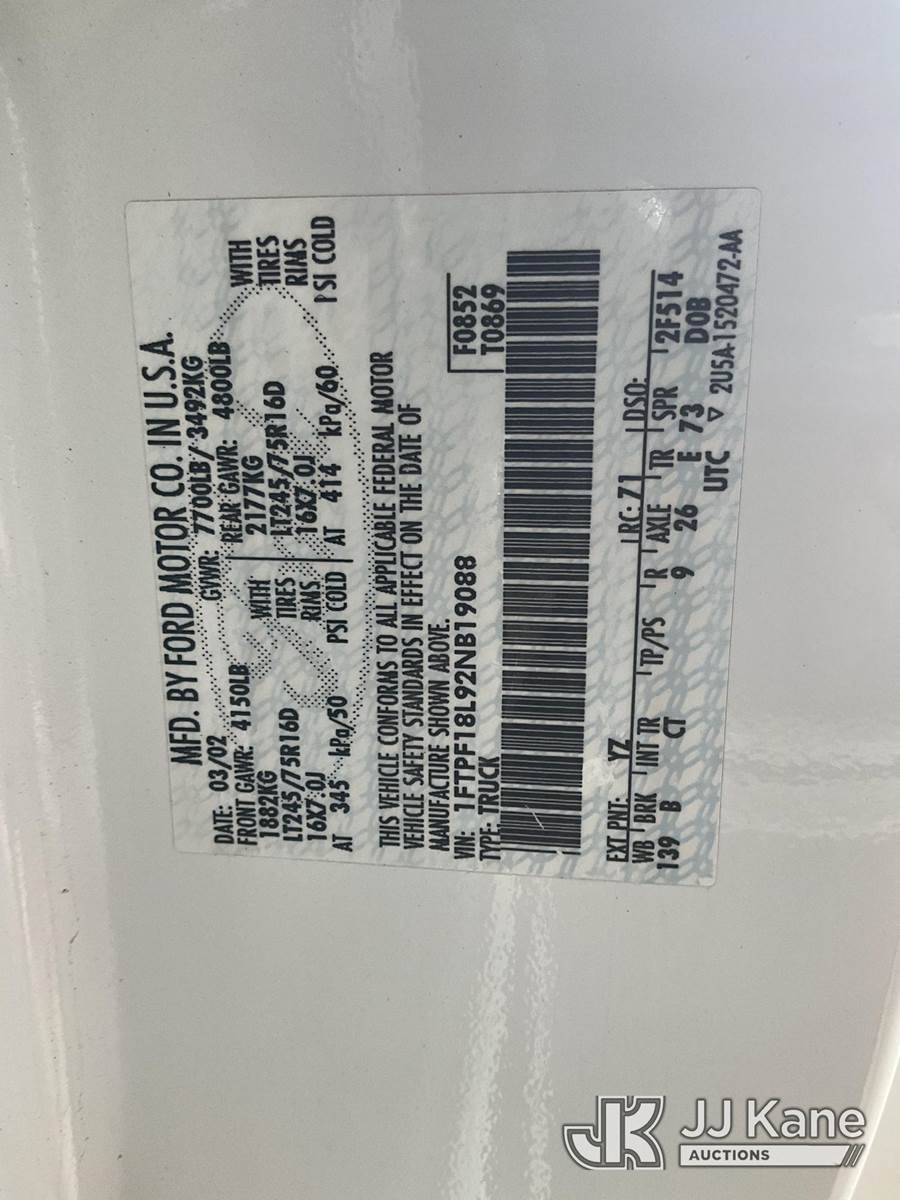 MFD. BY FORD MOTOR CO. IN U.S.A.
DATE: 03/02 GVWR: 7700LB/ 3492KG
FRONT GAWR: 4150LB REAR GAWR: 4800LB
1882KG WITH 2177KG WITH
LT245/75R16D TIRES LT245/75R16D TIRES
16X7.0J RIMS 16X7.0J RIMS
AT 345 kPa/50 PSI COLD AT 414 kPa/60 PSI COLD
THIS VEHICLE CONFORMS TO ALL APPLICABLE FEDERAL MOTOR
VEHICLE SAFETY STANDARDS IN EFFECT ON THE DATE OF
MANUFACTURE SHOWN ABOVE.
VIN: 1FTPF18L92NB19088 F0852
TYPE: TRUCK T0869
EXT PNT: YZ RC: 71 DSO:
WB BRK INT TR TP/PS R AXLE TR SPR 2F514
139 B CT 9 26 E 73 DOB
UTC ▽ 2U5A-1520472-AA
JK JJ Kane
AUCTIONS